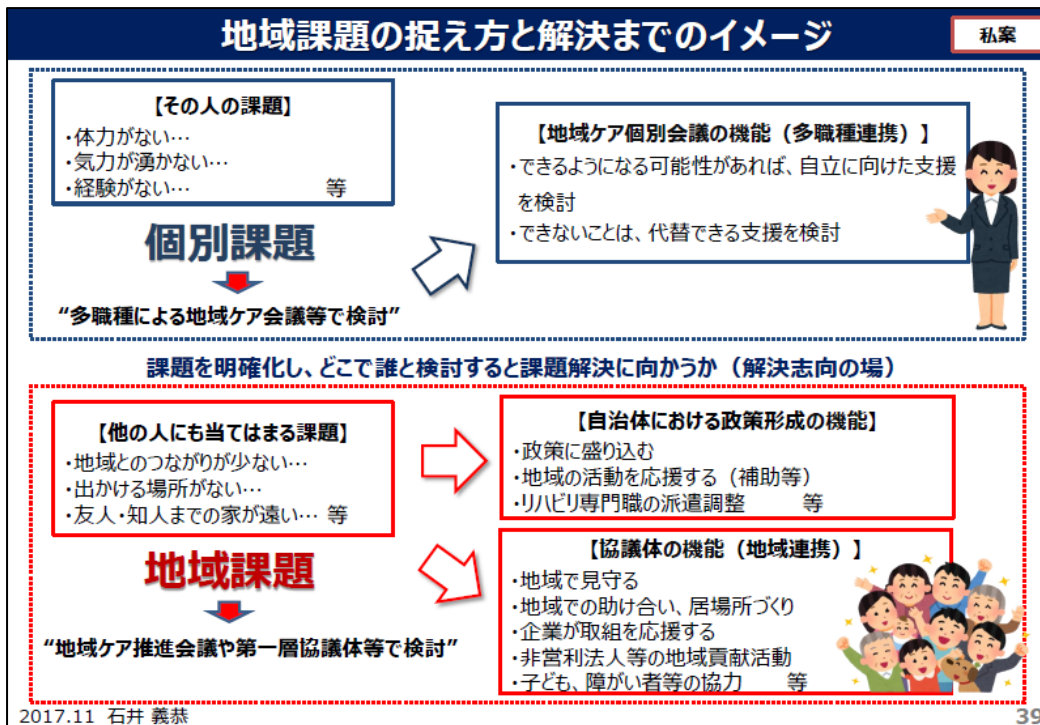 地域課題の捉え方と解決までのイメージ
私案
【その人の課題】
・体力がない…
・気力が湧かない…
・経験がない… 等
個別課題
“多職種による地域ケア会議等で検討”
【地域ケア個別会議の機能（多職種連携）】
・できるようになる可能性があれば、自立に向けた支援
を検討
・できないことは、代替できる支援を検討
課題を明確化し、どこで誰と検討すると課題解決に向かうか（解決志向の場）
【他の人にも当てはまる課題】
・地域とのつながりが少ない…
・出かける場所がない…
・友人・知人までの家が遠い… 等
地域課題
“地域ケア推進会議や第一層協議体等で検討”
【自治体における政策形成の機能】
・政策に盛り込む
・地域の活動を応援する（補助等）
・リハビリ専門職の派遣調整 等
【協議体の機能（地域連携）】
・地域で見守る
・地域での助け合い、居場所づくり
・企業が取組を応援する
・非営利法人等の地域貢献活動
・子ども、障がい者等の協力 等
2017.11 石井 義恭
39